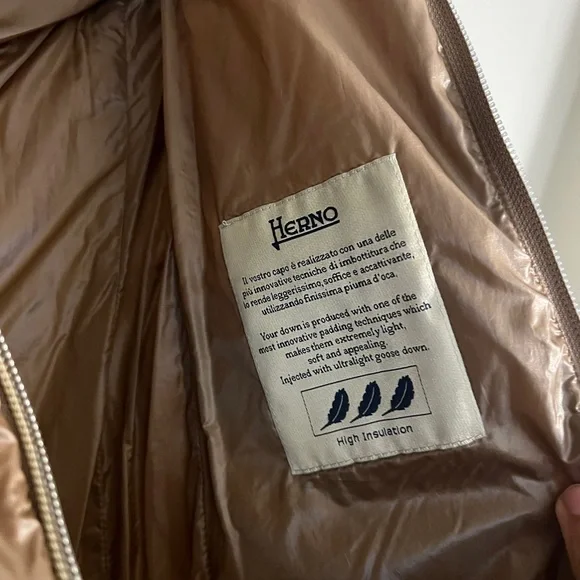 HERNO
Il vestro capo è realizzato con una delle
più innovative tecniche di imbottitura che
lo rende leggerissimo, soffice e accattivante,
utilizzando finissima piuma d'oca.
Your down is produced with one of the
most innovative padding techniques which
makes them extremely light,
soft and appealing.
Injected with ultralight goose down.
High Insulation